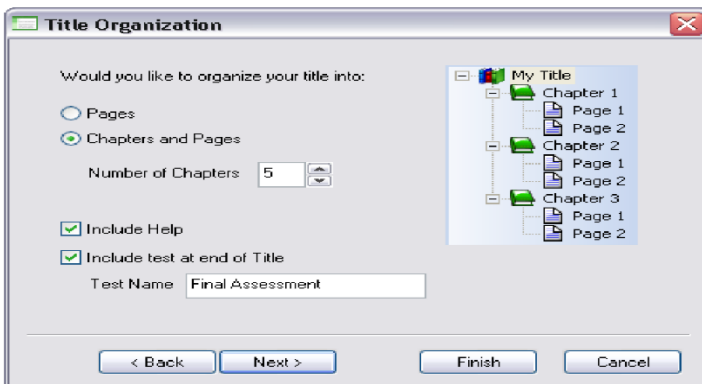 Title Organization
Would you like to organize your title into:
Pages
Chapters and Pages
Number of Chapters 5
Include Help
Include test at end of Title
Test Name Final Assessment
My Title
Chapter 1
Page 1
Page 2
Chapter 2
Page 1
Page 2
Chapter 3
Page 1
Page 2
< Back Next > Finish Cancel